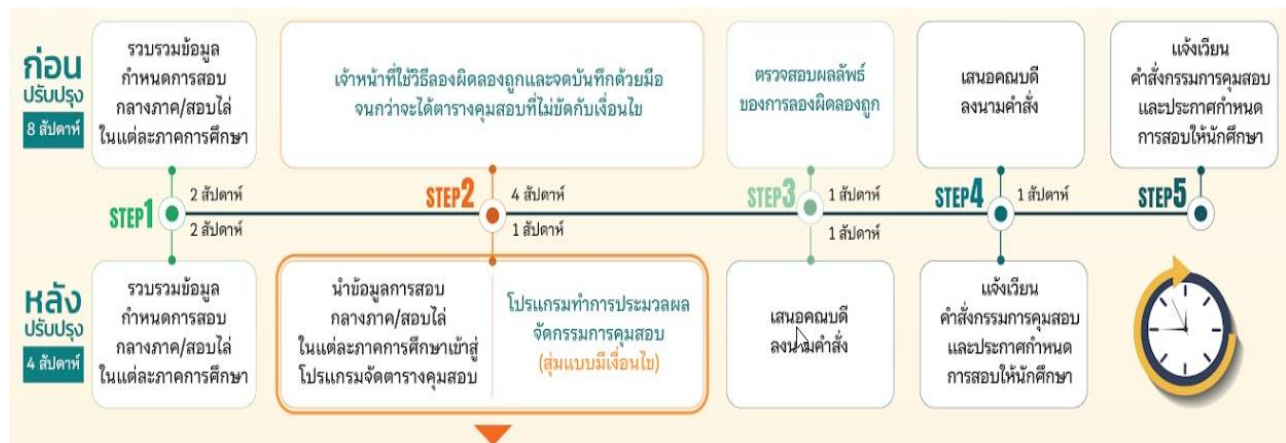 ก่อน
ปรับปรุง
8 สัปดาห์
รวบรวมข้อมูล
กำหนดการสอบ
กลางภาค/สอบไล่
ในแต่ละภาคการศึกษา
เจ้าหน้าที่ใช้วิธีลองผิดลองถูกและจดบันทึกด้วยมือ
จนกว่าจะได้ตารางคุมสอบที่ไม่ขัดกับเงื่อนไข
ตรวจสอบผลลัพธ์
ของการลองผิดลองถูก
เสนอคณบดี
ลงนามคำสั่ง
แจ้งเวียน
คำสั่งกรรมการคุมสอบ
และประกาศกำหนด
การสอบให้นักศึกษา
STEP1
2 สัปดาห์
2 สัปดาห์
STEP2
4 สัปดาห์
1 สัปดาห์
STEP3
1 สัปดาห์
1 สัปดาห์
STEP4
1 สัปดาห์
STEP5
หลัง
ปรับปรุง
4 สัปดาห์
รวบรวมข้อมูล
กำหนดการสอบ
กลางภาค/สอบไล่
ในแต่ละภาคการศึกษา
นำข้อมูลการสอบ
กลางภาค/สอบไล่
ในแต่ละภาคการศึกษาเข้าสู่
โปรแกรมจัดตารางคุมสอบ
โปรแกรมทำการประมวลผล
จัดกรรมการคุมสอบ
(สุ่มแบบมีเงื่อนไข)
เสนอคณบดี
ลงนามคำสั่ง
แจ้งเวียน
คำสั่งกรรมการคุมสอบ
และประกาศกำหนด
การสอบให้นักศึกษา